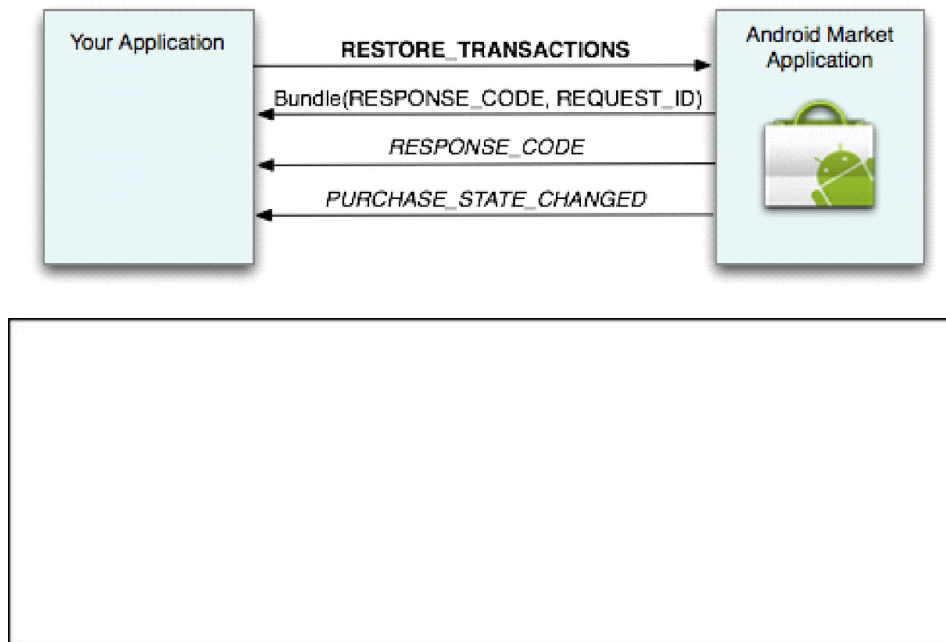 Your Application
RESTORE_TRANSACTIONS
Android Market
Application
Bundle(RESPONSE_CODE, REQUEST_ID)
RESPONSE_CODE
PURCHASE_STATE_CHANGED